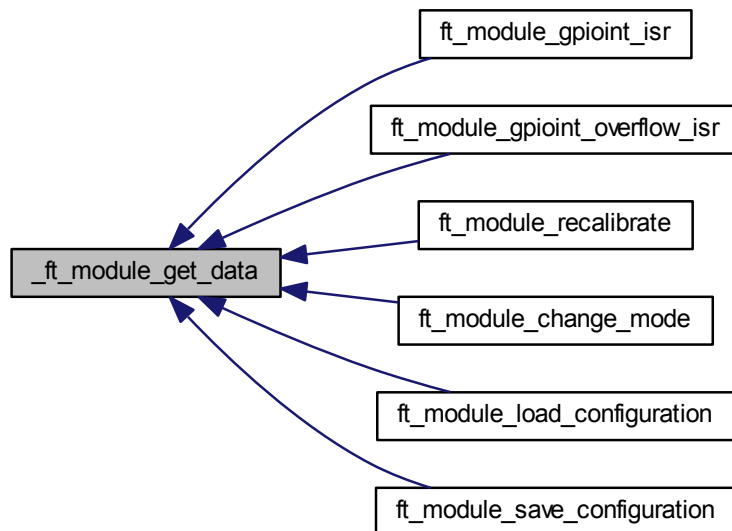 ft_module_gpioint_isr
ft_module_gpioint_overflow_isr
ft_module_recalibrate
_ft_module_get_data
ft_module_change_mode
ft_module_load_configuration
ft_module_save_configuration